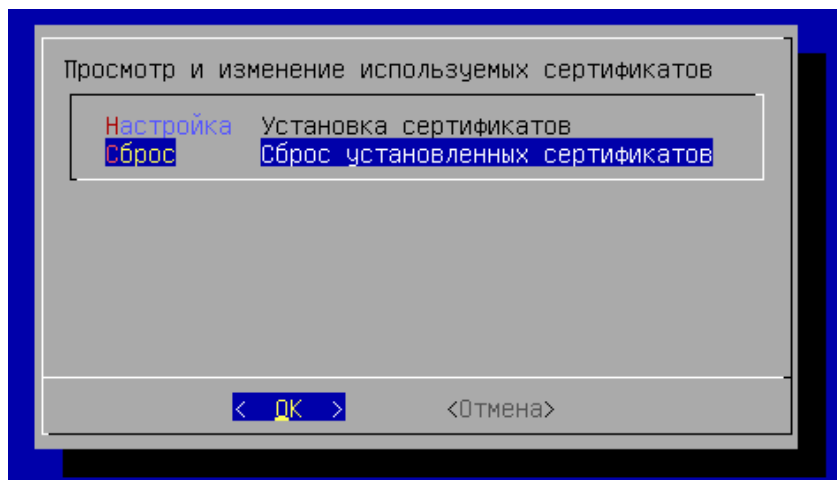 Просмотр и изменение используемых сертификатов
Настройка Установка сертификатов
Сброс Сброс установленных сертификатов
< OK > <Отмена>